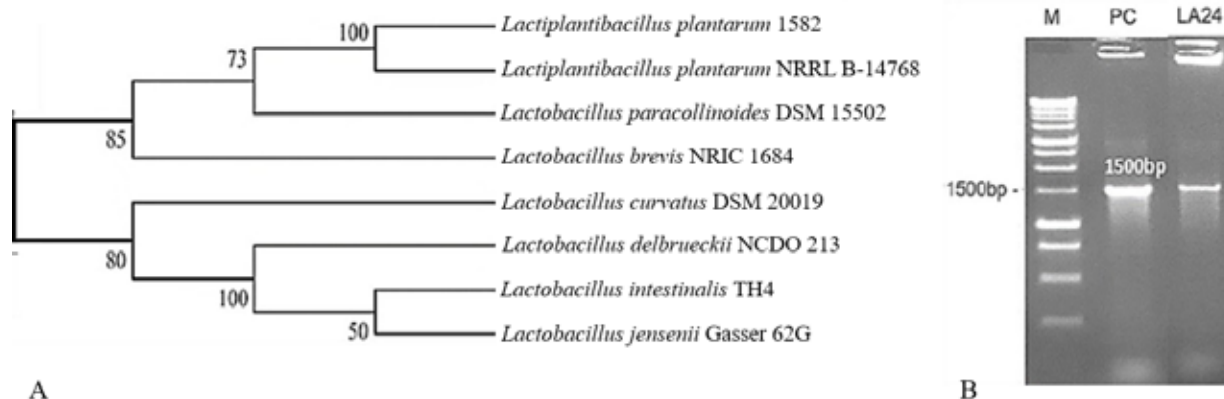 100
Lactiplantibacillus plantarum 1582
73
Lactiplantibacillus plantarum NRRL B-14768
Lactobacillus paracollinoides DSM 15502
85
Lactobacillus brevis NRIC 1684
Lactobacillus curvatus DSM 20019
80
Lactobacillus delbrueckii NCDO 213
100
Lactobacillus intestinalis TH4
50
Lactobacillus jensenii Gasser 62G
A
M PC LA24
1500bp
1500bp -
B